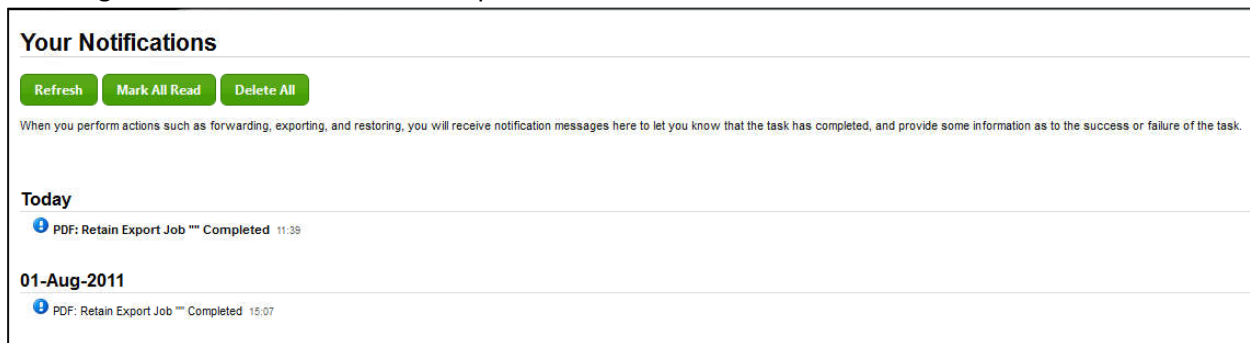 Your Notifications
Refresh Mark All Read Delete All
When you perform actions such as forwarding, exporting, and restoring, you will receive notification messages here to let you know that the task has completed, and provide some information as to the success or failure of the task.
Today
PDF: Retain Export Job "" Completed 11:39
01-Aug-2011
PDF: Retain Export Job "" Completed 15:07